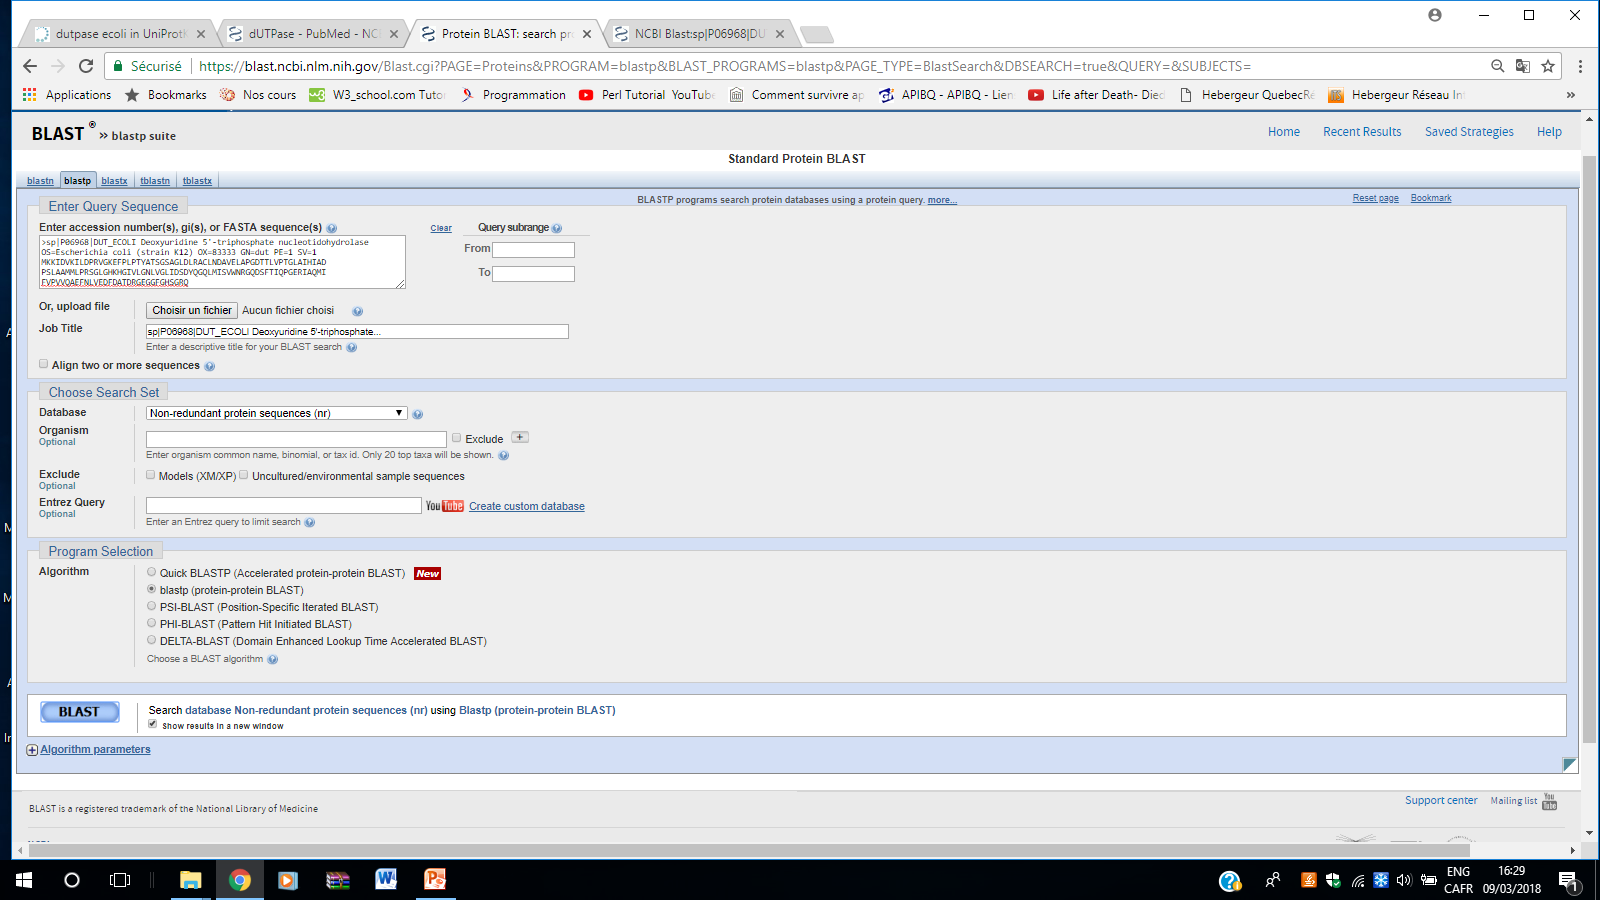 dutpase ecoli in UniProtK
dUTPase - PubMed - NC
Protein BLAST: search pr
NCBI Blast:sp|P06968|DU
Sécurisé
https://blast.ncbi.nlm.nih.gov/Blast.cgi?PAGE=Proteins&PROGRAM=blastp&BLAST_PROGRAMS=blastp&PAGE_TYPE=BlastSearch&DBSEARCH=true&QUERY=&SUBJECTS=
Applications
Bookmarks
Nos cours
W3_school.com Tuto
Programmation
Perl Tutorial YouTub
Comment survivre ap
APIBQ - APIBQ - Lien
Life after Death- Died
Hebergeur QuebecRe
Hebergeur Réseau In
»
BLAST ® » blastp suite
Home
Recent Results
Saved Strategies
Help
Standard Protein BLAST
blastn
blastp
blastx
tblastn
tblastx
Enter Query Sequence
BLASTP programs search protein databases using a protein query. more...
Reset page
Bookmark
Enter accession number(s), gi(s), or FASTA sequence(s)
Clear
Query subrange
>sp|P06968|DUT_ECOLI Deoxyuridine 5'-triphosphate nucleotidohydrolase
OS=Escherichia coli (strain K12) OX=83333 GN=dut PE=1 SV=1
MKKIDVKILDPRVGKEFPLPTYATSGSAGLDLRACLNDAVELAPGDTTLVPTGLAIHIAD
PSLAAMMLPRSGLGHKHGIVLGNLVGLIDSDYQGQLMISVWNRGQDSFTIQPGERIAQMI
FVPVVQAEFNLVEDFDATDRGEGGFGHSGRQ
From
To
Or, upload file
Choisir un fichier
Aucun fichier choisi
Job Title
sp|P06968|DUT_ECOLI Deoxyuridine 5'-triphosphate...
Enter a descriptive title for your BLAST search
Align two or more sequences
Choose Search Set
Database
Non-redundant protein sequences (nr)
Organism
Optional
Exclude
+
Enter organism common name, binomial, or tax id. Only 20 top taxa will be shown.
Exclude
Optional
Models (XM/XP)
Uncultured/environmental sample sequences
Entrez Query
Optional
You Tube
Create custom database
Enter an Entrez query to limit search
Program Selection
Algorithm
Quick BLASTP (Accelerated protein-protein BLAST) New
blastp (protein-protein BLAST)
PSI-BLAST (Position-Specific Iterated BLAST)
PHI-BLAST (Pattern Hit Initiated BLAST)
DELTA-BLAST (Domain Enhanced Lookup Time Accelerated BLAST)
Choose a BLAST algorithm
BLAST
Search database Non-redundant protein sequences (nr) using Blastp (protein-protein BLAST)
Show results in a new window
Algorithm parameters
BLAST is a registered trademark of the National Library of Medicine
Support center
Mailing list
You Tube
ENG
CAFR
16:29
09/03/2018
1